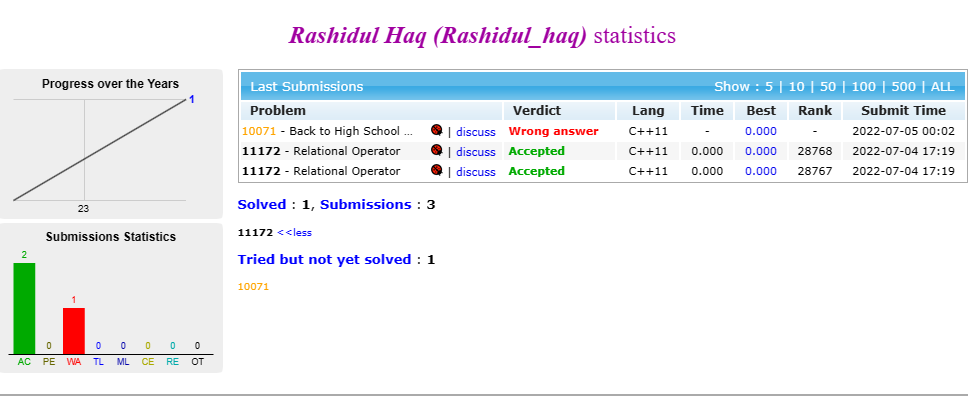 Rashidul Haq (Rashidul_haq) statistics
Progress over the Years
1
23
Submissions Statistics
2 0 1 0 0 0 0 0
AC PE WA TL ML CE RE OT
Last Submissions Show : 5 | 10 | 50 | 100 | 500 | ALL
Problem Verdict Lang Time Best Rank Submit Time
10071 - Back to High School ... | discuss Wrong answer C++11 - 0.000 - 2022-07-05 00:02
11172 - Relational Operator | discuss Accepted C++11 0.000 0.000 28768 2022-07-04 17:19
11172 - Relational Operator | discuss Accepted C++11 0.000 0.000 28767 2022-07-04 17:19
Solved : 1, Submissions : 3
11172 <<less
Tried but not yet solved : 1
10071